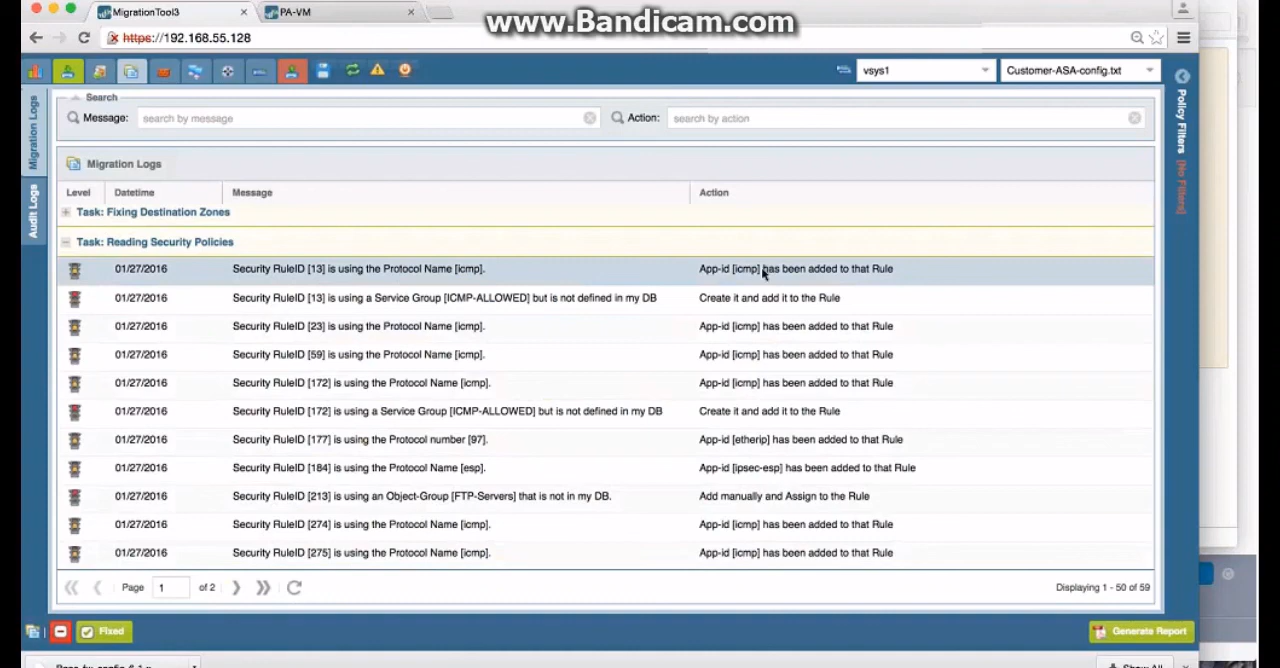 MigrationTool3
PA-VM
www.Bandicam.com
https://192.168.55.128
vsys1
Customer-ASA-config.txt
Migration Logs
Audit Logs
Policy Filters [No Filters]
Search
Message: search by message
Action: search by action
Migration Logs
Level Datetime Message Action
Task: Fixing Destination Zones
Task: Reading Security Policies
01/27/2016 Security RuleID [13] is using the Protocol Name [icmp]. App-id [icmp] has been added to that Rule
01/27/2016 Security RuleID [13] is using a Service Group [ICMP-ALLOWED] but is not defined in my DB Create it and add it to the Rule
01/27/2016 Security RuleID [23] is using the Protocol Name [icmp]. App-id [icmp] has been added to that Rule
01/27/2016 Security RuleID [59] is using the Protocol Name [icmp]. App-id [icmp] has been added to that Rule
01/27/2016 Security RuleID [172] is using the Protocol Name [icmp]. App-id [icmp] has been added to that Rule
01/27/2016 Security RuleID [172] is using a Service Group [ICMP-ALLOWED] but is not defined in my DB Create it and add it to the Rule
01/27/2016 Security RuleID [177] is using the Protocol number [97]. App-id [etherip] has been added to that Rule
01/27/2016 Security RuleID [184] is using the Protocol Name [esp]. App-id [ipsec-esp] has been added to that Rule
01/27/2016 Security RuleID [213] is using an Object-Group [FTP-Servers] that is not in my DB. Add manually and Assign to the Rule
01/27/2016 Security RuleID [274] is using the Protocol Name [icmp]. App-id [icmp] has been added to that Rule
01/27/2016 Security RuleID [275] is using the Protocol Name [icmp]. App-id [icmp] has been added to that Rule
Page 1 of 2
Displaying 1 - 50 of 59
Fixed
Generate Report
Show All